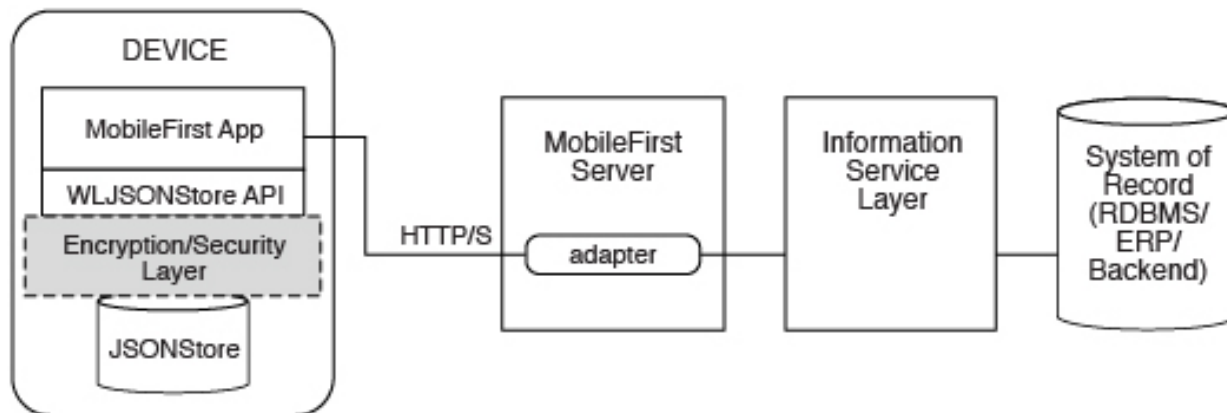 DEVICE
MobileFirst App
WLJSONStore API
Encryption/Security
Layer
JSONStore
HTTP/S
MobileFirst
Server
adapter
Information
Service
Layer
System of
Record
(RDBMS/
ERP/
Backend)